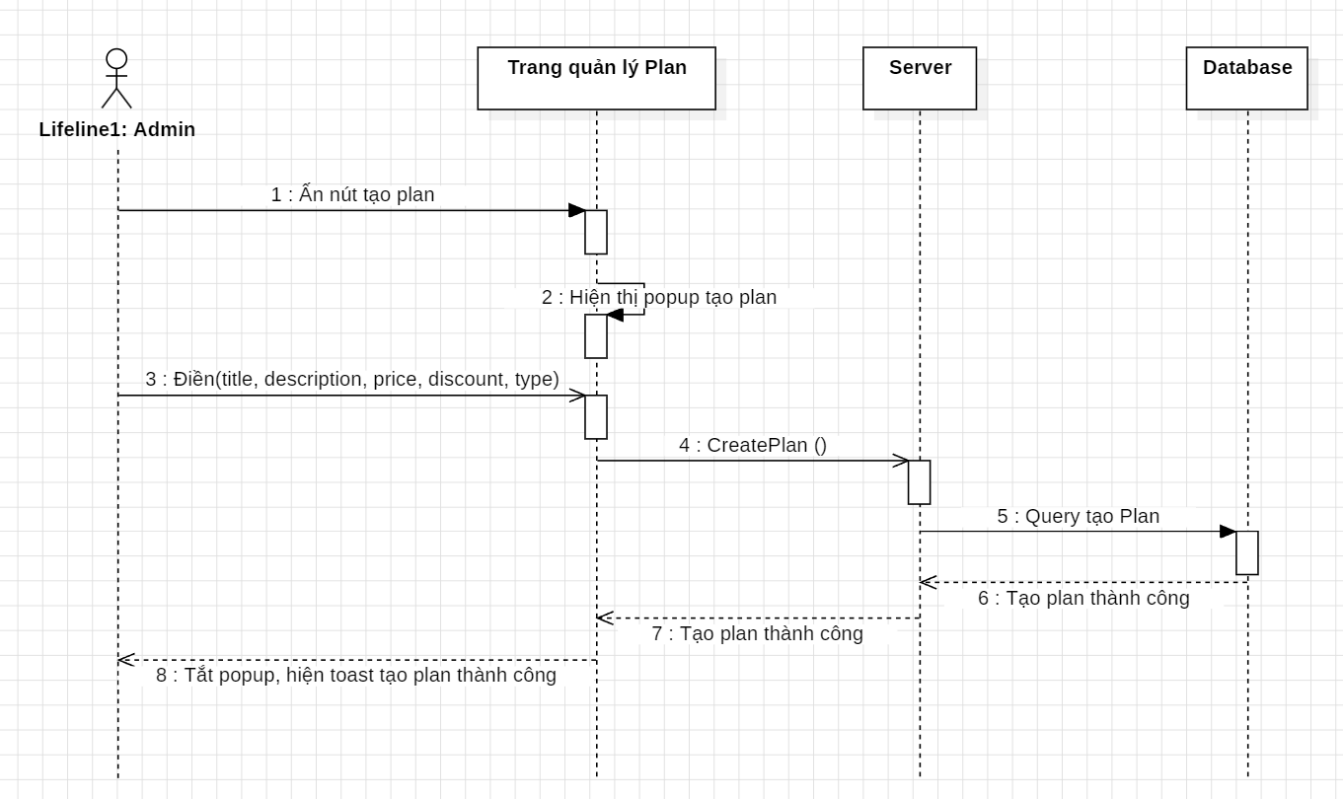 Trang quản lý Plan
Server
Database
Lifeline1: Admin
1 : Ấn nút tạo plan
2 : Hiện thị popup tạo plan
3 : Điền(title, description, price, discount, type)
4 : CreatePlan ()
5 : Query tạo Plan
6 : Tạo plan thành công
7 : Tạo plan thành công
8 : Tắt popup, hiện toast tạo plan thành công